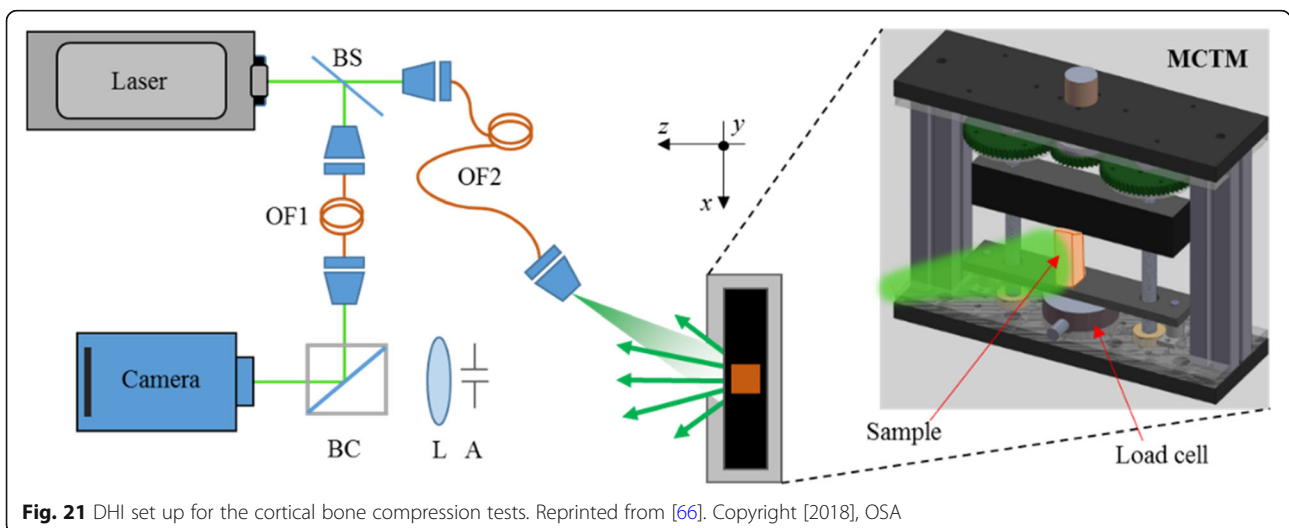 Laser
BS
MCTM
z
y
x
OF2
OF1
Camera
BC
L
A
Sample
Load cell
Fig. 21 DHI set up for the cortical bone compression tests. Reprinted from [66]. Copyright [2018], OSA